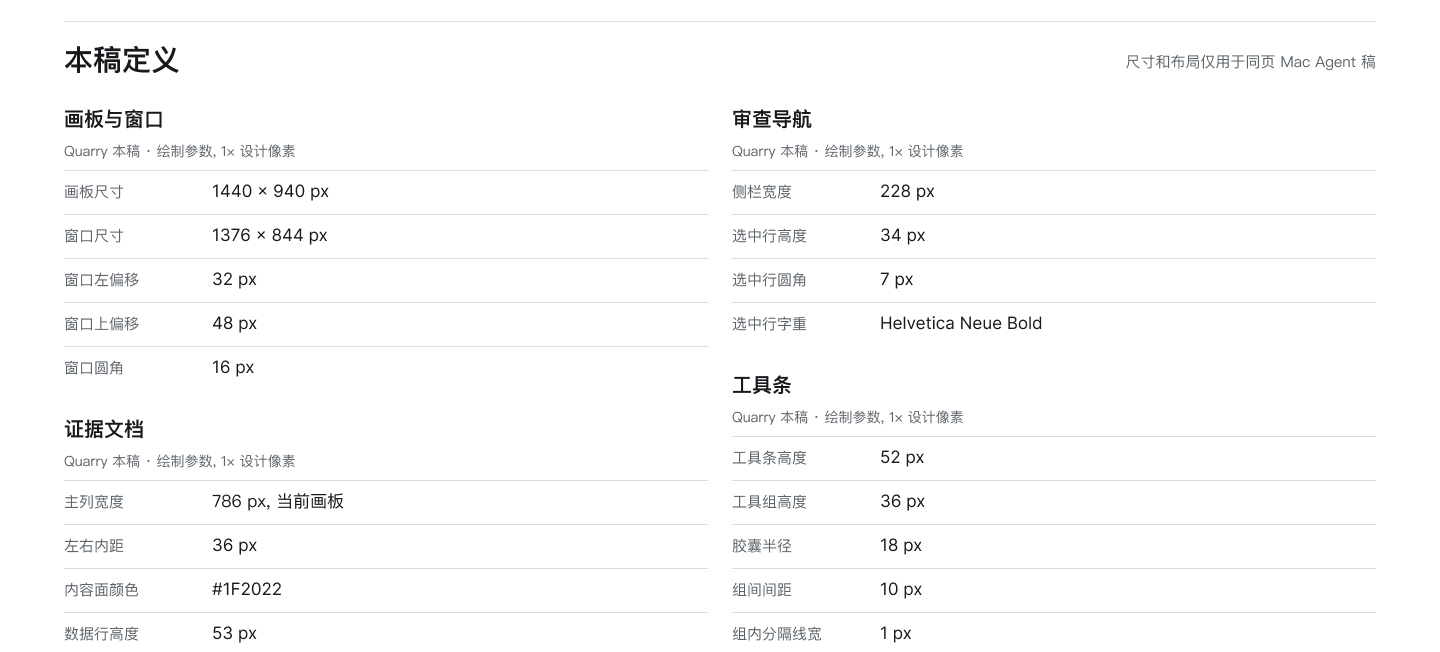 本稿定义
尺寸和布局仅用于同页 Mac Agent 稿
画板与窗口
Quarry 本稿 · 绘制参数, 1× 设计像素
画板尺寸 1440 × 940 px
窗口尺寸 1376 × 844 px
窗口左偏移 32 px
窗口上偏移 48 px
窗口圆角 16 px
证据文档
Quarry 本稿 · 绘制参数, 1× 设计像素
主列宽度 786 px, 当前画板
左右内距 36 px
内容面颜色 #1F2022
数据行高度 53 px
审查导航
Quarry 本稿 · 绘制参数, 1× 设计像素
侧栏宽度 228 px
选中行高度 34 px
选中行圆角 7 px
选中行字重 Helvetica Neue Bold
工具条
Quarry 本稿 · 绘制参数, 1× 设计像素
工具条高度 52 px
工具组高度 36 px
胶囊半径 18 px
组间间距 10 px
组内分隔线宽 1 px